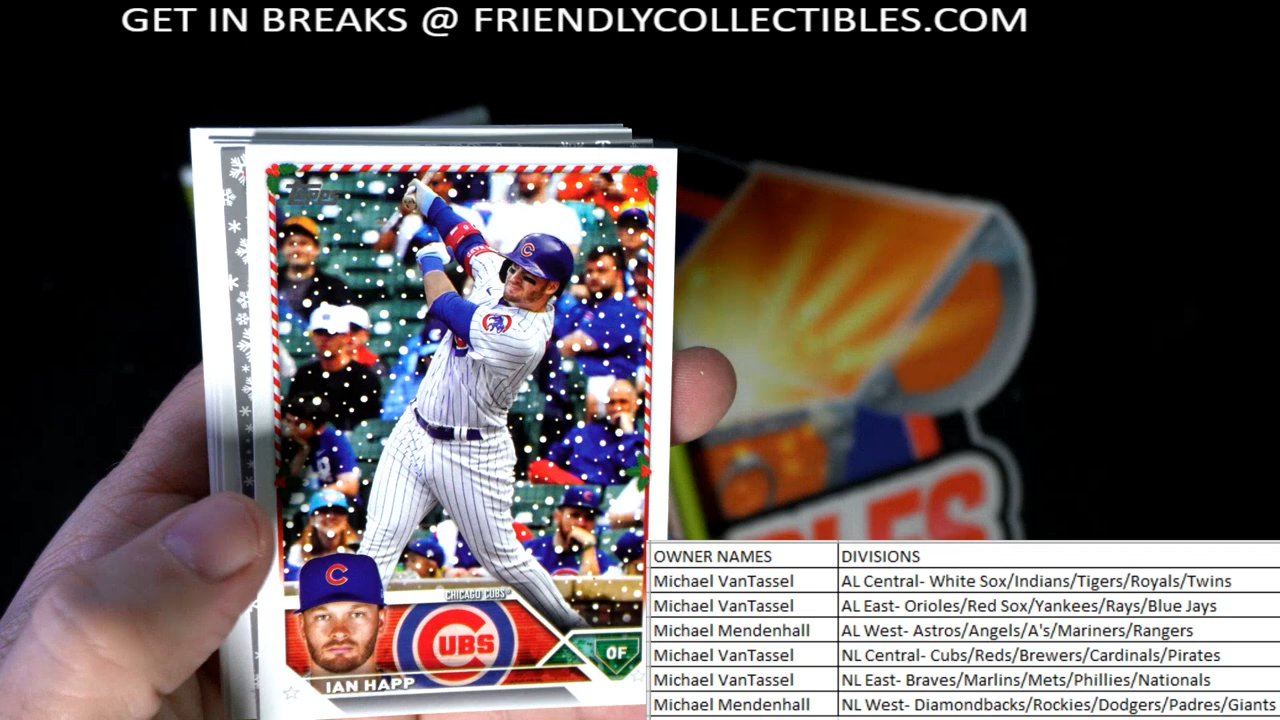 GET IN BREAKS @ FRIENDLYCOLLECTIBLES.COM
Topps
C
C
CHICAGO CUBS
CUBS
OF
IAN HAPP
OWNER NAMES DIVISIONS
Michael VanTassel AL Central- White Sox/Indians/Tigers/Royals/Twins
Michael VanTassel AL East- Orioles/Red Sox/Yankees/Rays/Blue Jays
Michael Mendenhall AL West- Astros/Angels/A's/Mariners/Rangers
Michael VanTassel NL Central- Cubs/Reds/Brewers/Cardinals/Pirates
Michael VanTassel NL East- Braves/Marlins/Mets/Phillies/Nationals
Michael Mendenhall NL West- Diamondbacks/Rockies/Dodgers/Padres/Giants